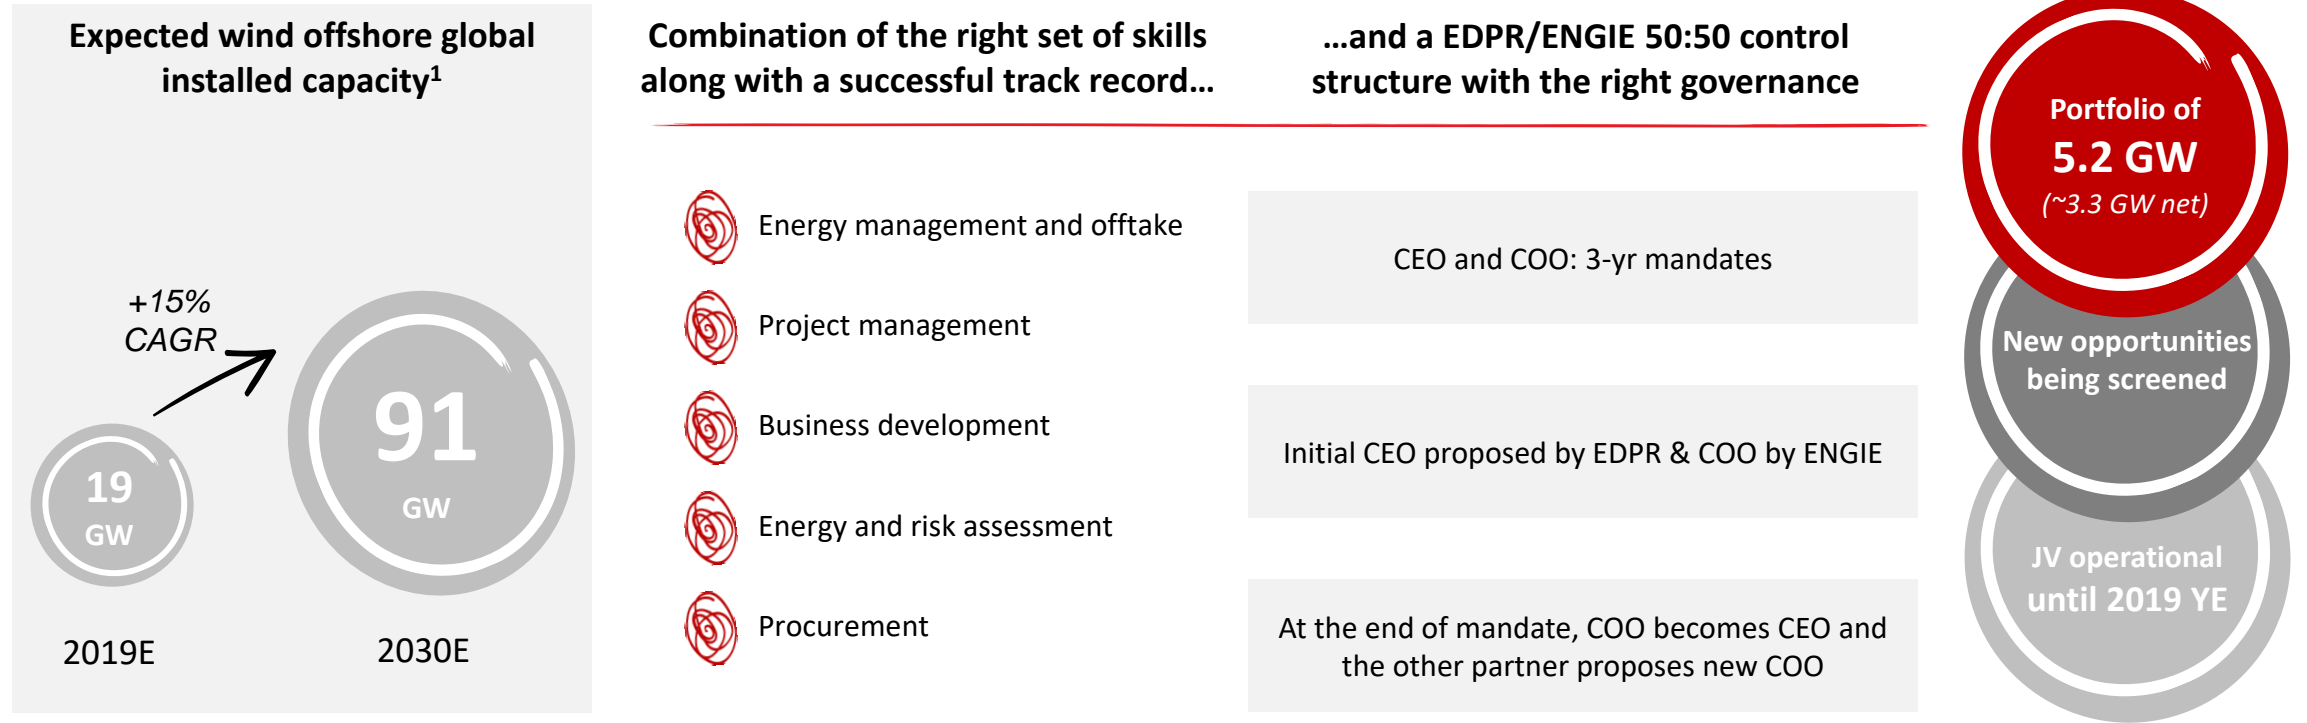 Expected wind offshore global
installed capacity¹
+15%
CAGR
19
GW
91
GW
2019E
2030E
Combination of the right set of skills
along with a successful track record…
Energy management and offtake
Project management
Business development
Energy and risk assessment
Procurement
…and a EDPR/ENGIE 50:50 control
structure with the right governance
CEO and COO: 3-yr mandates
Initial CEO proposed by EDPR & COO by ENGIE
At the end of mandate, COO becomes CEO and
the other partner proposes new COO
Portfolio of
5.2 GW
(~3.3 GW net)
New opportunities
being screened
JV operational
until 2019 YE